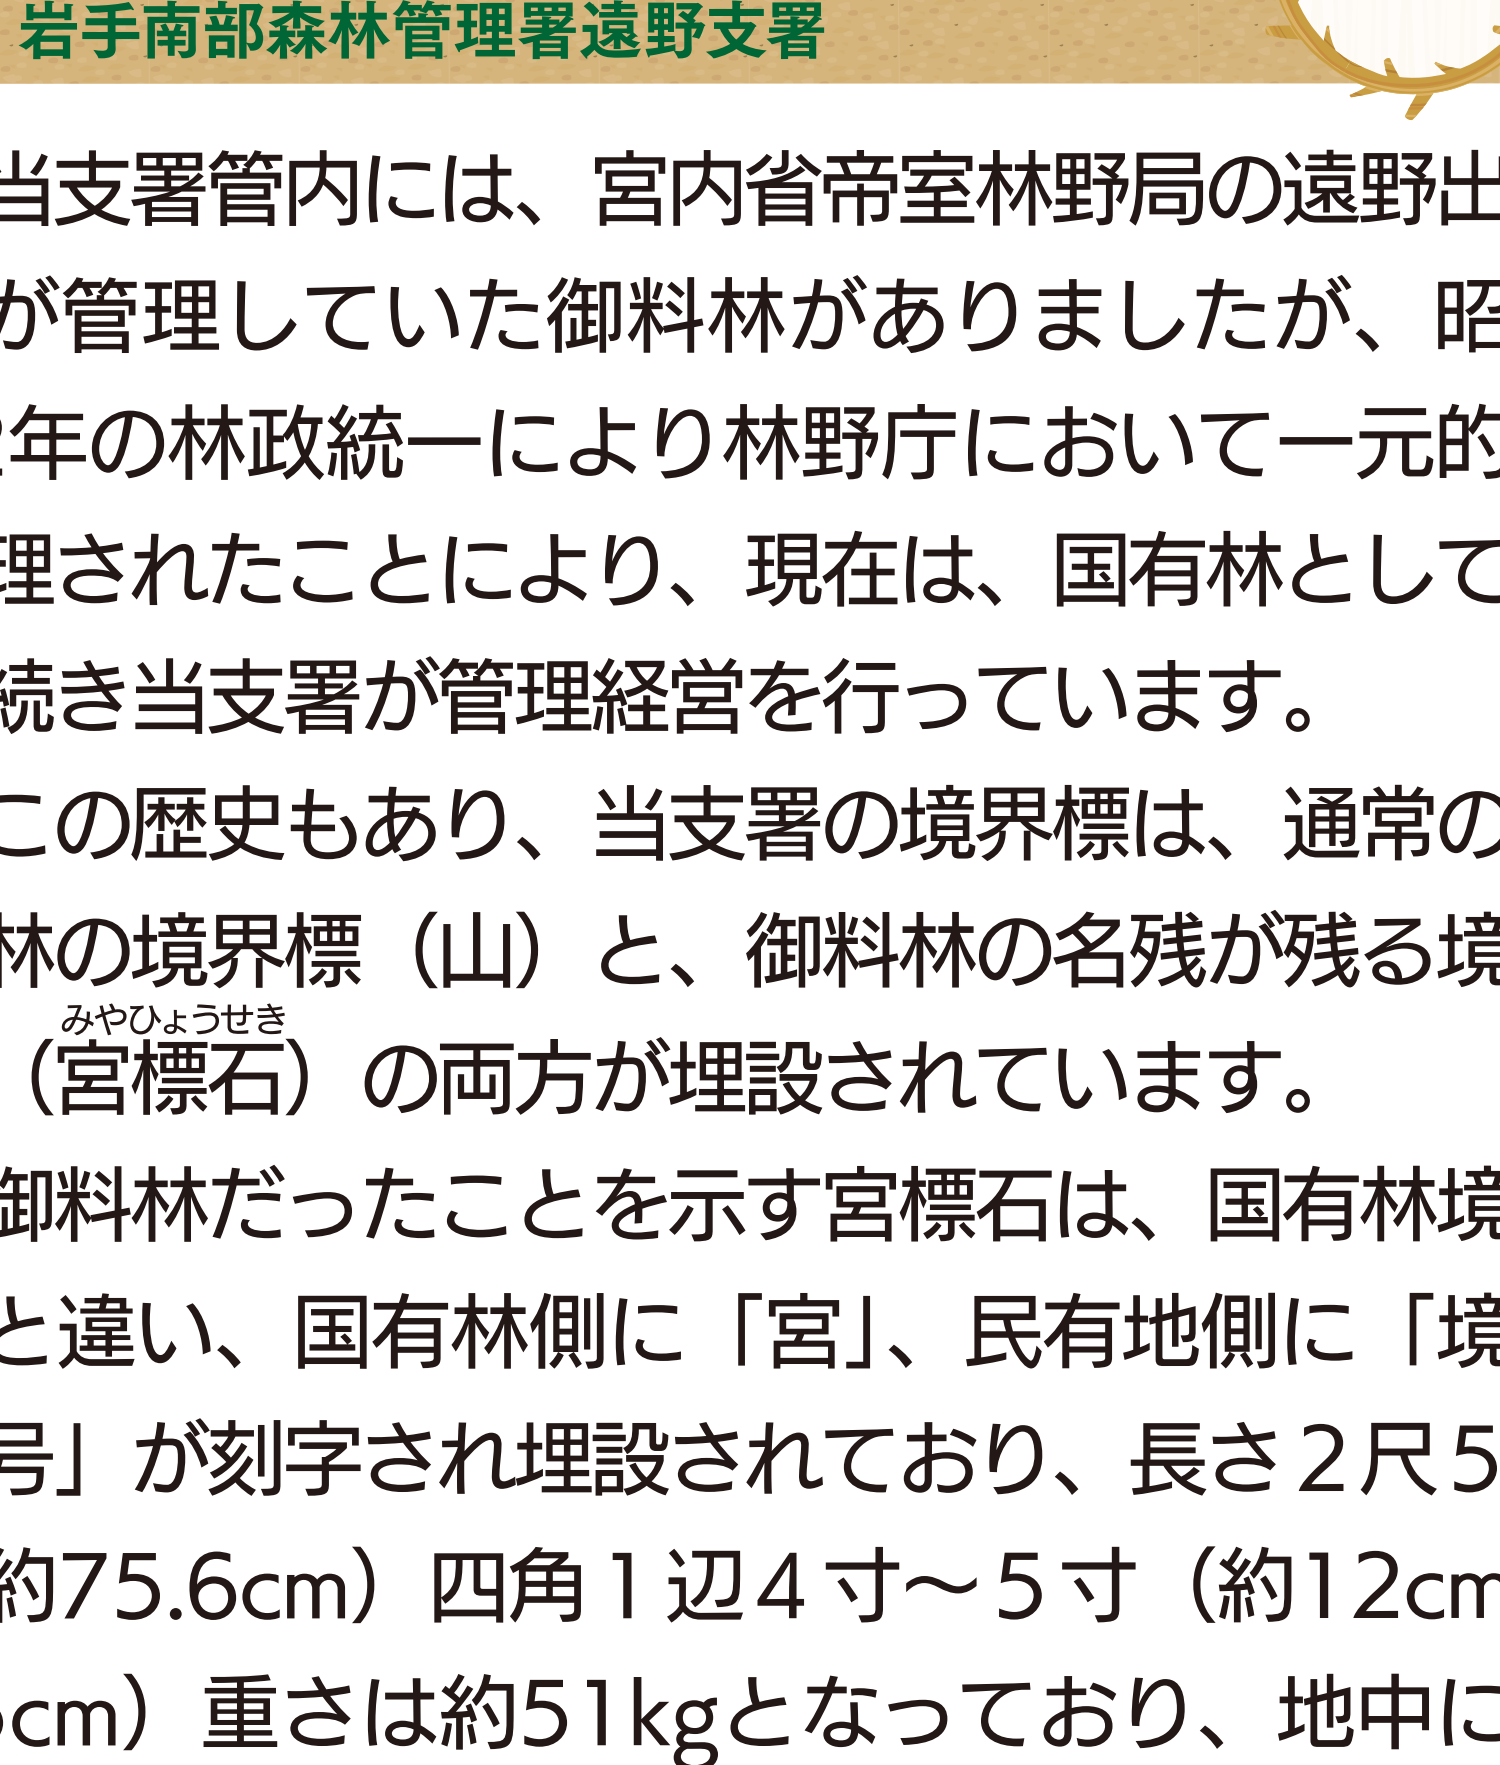 岩手南部森林管理署遠野支署
当支署管内には、宮内省帝室林野局の遠野出
が管理していた御料林がありましたが、昭
2年の林政統一により林野庁において一元的
理されたことにより、現在は、国有林として
続き当支署が管理経営を行っています。
この歴史もあり、当支署の境界標は、通常の
林の境界標（山）と、御料林の名残が残る境
みやひょうせき
（宮標石）の両方が埋設されています。
御料林だったことを示す宮標石は、国有林境
と違い、国有林側に「宮」、民有地側に「境
号」が刻字され埋設されており、長さ２尺５
約75.6cm）四角１辺４寸～５寸（約12cm
5cm）重さは約51kgとなっており、地中に